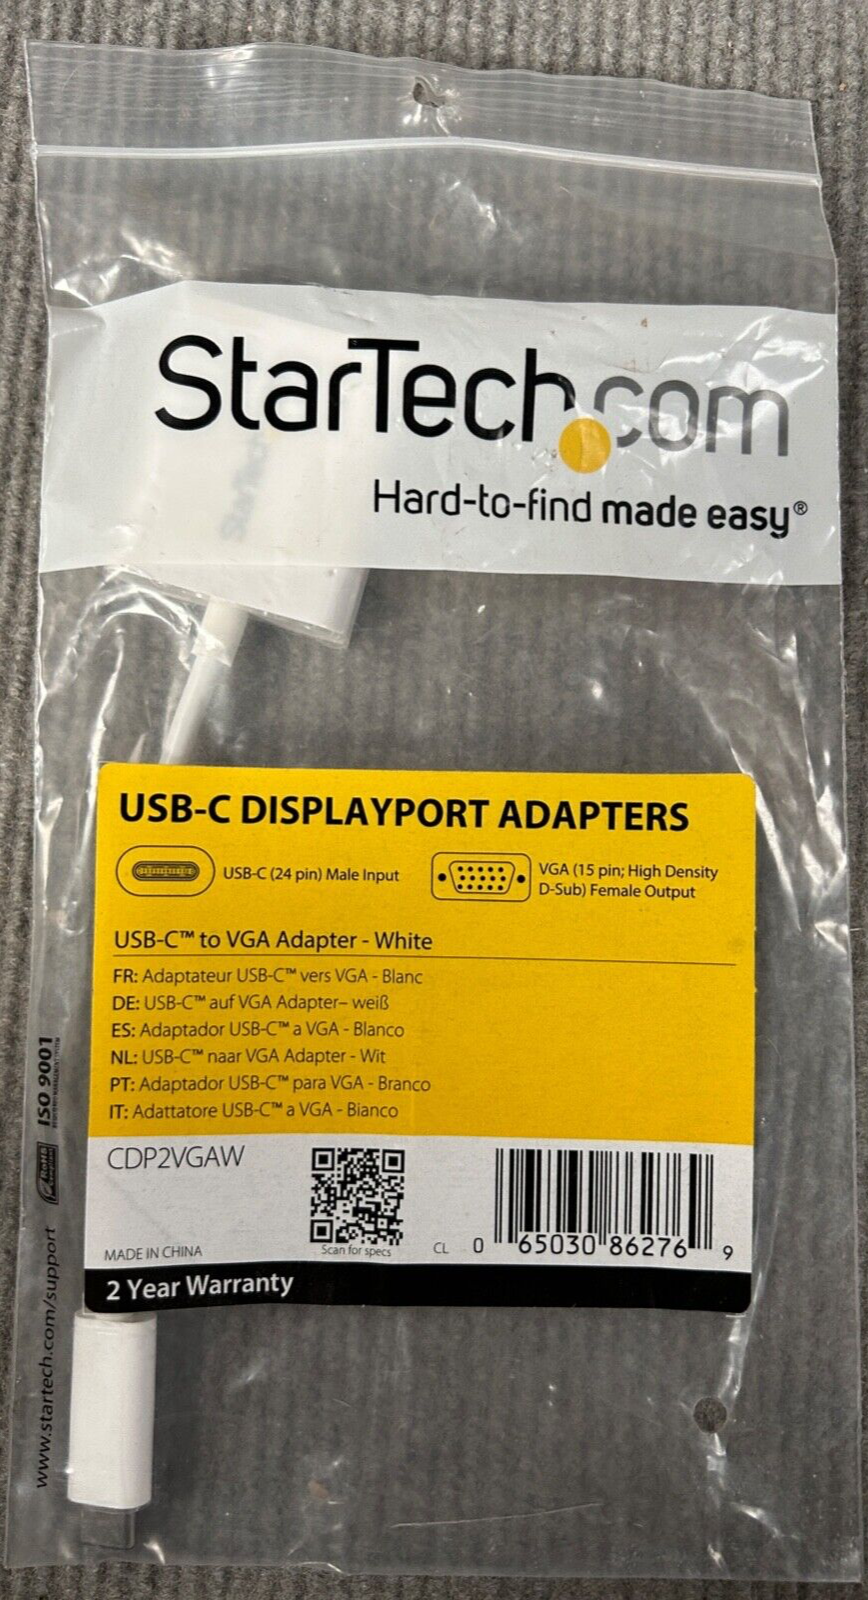 StarTech.com
Hard-to-find made easy®
StarTech
USB-C DISPLAYPORT ADAPTERS
USB-C (24 pin) Male Input
VGA (15 pin; High Density
D-Sub) Female Output
USB-C™ to VGA Adapter - White
FR: Adaptateur USB-C™ vers VGA - Blanc
DE: USB-C™ auf VGA Adapter– weiß
ES: Adaptador USB-C™ a VGA - Blanco
NL: USB-C™ naar VGA Adapter - Wit
PT: Adaptador USB-C™ para VGA - Branco
IT: Adattatore USB-C™ a VGA - Bianco
CDP2VGAW
Scan for specs
MADE IN CHINA
CL
0 65030 86276 9
2 Year Warranty
www.startech.com/support
RoHS
ISO 9001